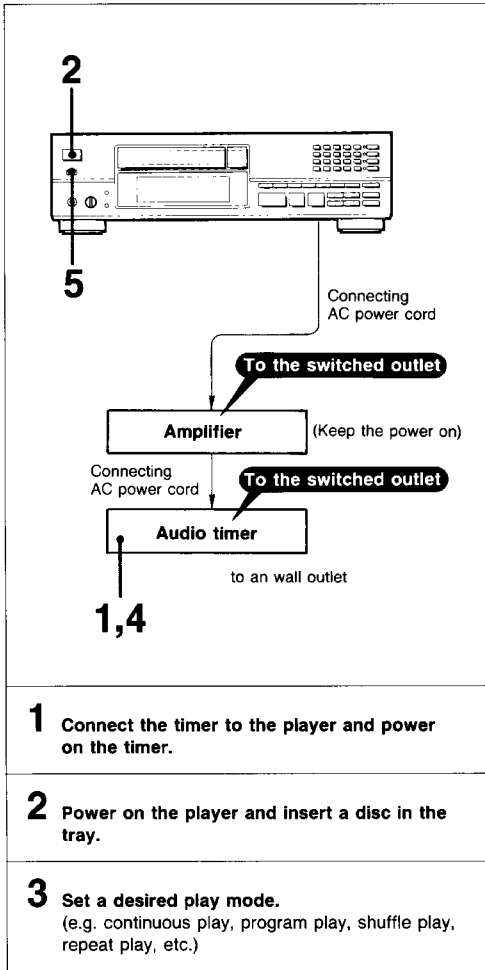 2
5
Connecting
AC power cord
To the switched outlet
Amplifier
(Keep the power on)
Connecting
AC power cord
To the switched outlet
Audio timer
to an wall outlet
1,4
1 Connect the timer to the player and power
on the timer.
2 Power on the player and insert a disc in the
tray.
3 Set a desired play mode.
(e.g. continuous play, program play, shuffle play,
repeat play, etc.)